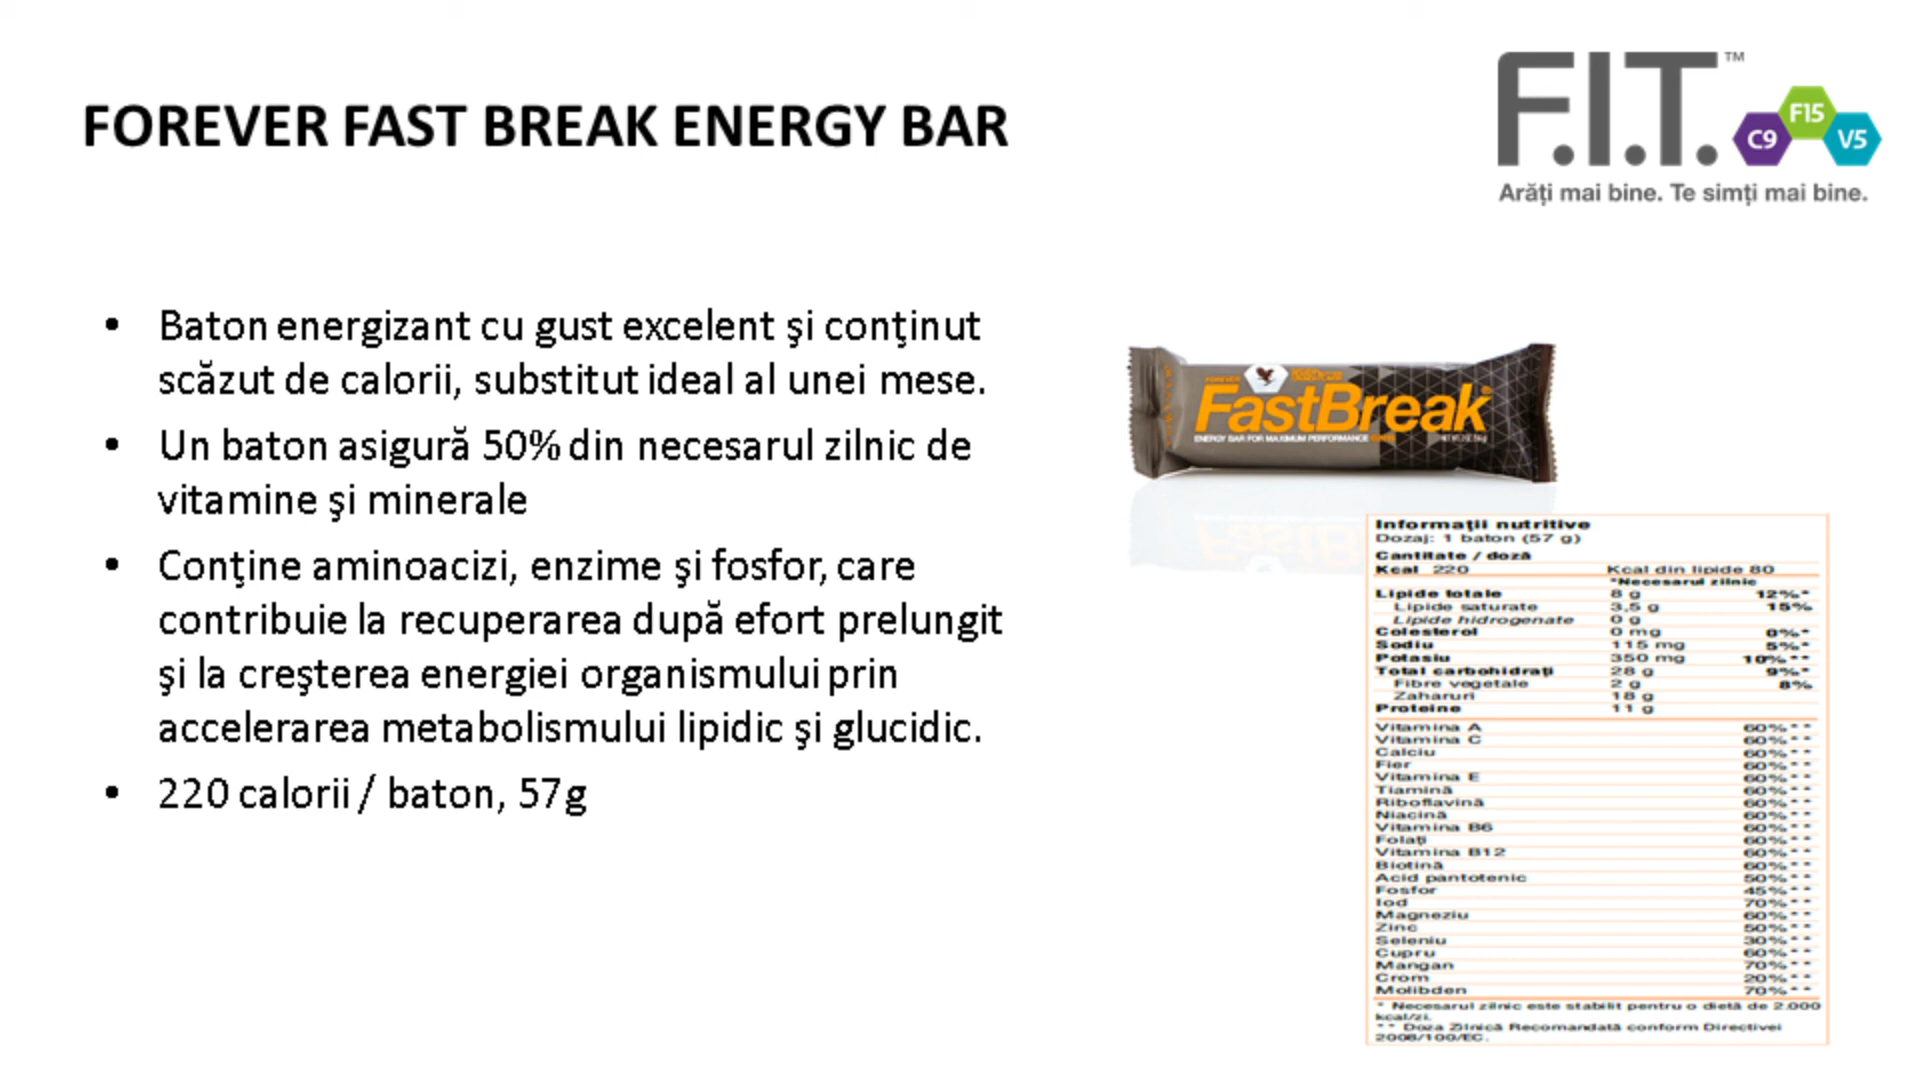 FOREVER FAST BREAK ENERGY BAR
F.I.T.™
C9
F15
V5
Arăți mai bine. Te simți mai bine.
• Baton energizant cu gust excelent şi conţinut
scăzut de calorii, substitut ideal al unei mese.
• Un baton asigură 50% din necesarul zilnic de
vitamine şi minerale
• Conţine aminoacizi, enzime şi fosfor, care
contribuie la recuperarea după efort prelungit
şi la creşterea energiei organismului prin
accelerarea metabolismului lipidic şi glucidic.
• 220 calorii / baton, 57g
FOREVER
FastBreak®
ENERGY BAR FOR MAXIMUM PERFORMANCE
Informaţii nutritive
Dozaj: 1 baton (57 g)
Cantitate / doză
Kcal 220 Kcal din lipide 80
*Necesarul zilnic
Lipide totale 8 g 12%*
Lipide saturate 3,5 g 15%
Lipide hidrogenate 0 g
Colesterol 0 mg 0%*
Sodiu 115 mg 5%*
Potasiu 350 mg 10%**
Total carbohidraţi 28 g 9%*
Fibre vegetale 2 g 8%
Zaharuri 18 g
Proteine 11 g
Vitamina A 60%**
Vitamina C 60%**
Calciu 60%**
Fier 60%**
Vitamina E 60%**
Tiamină 60%**
Riboflavină 60%**
Niacină 60%**
Vitamina B6 60%**
Folaţi 60%**
Vitamina B12 60%**
Biotină 60%**
Acid pantotenic 50%**
Fosfor 45%**
Iod 70%**
Magneziu 60%**
Zinc 50%**
Seleniu 30%**
Cupru 60%**
Mangan 70%**
Crom 20%**
Molibden 70%**
* Necesarul zilnic este stabilit pentru o dietă de 2.000
kcal/zi.
** Doza Zilnică Recomandată conform Directivei
2008/100/EC.